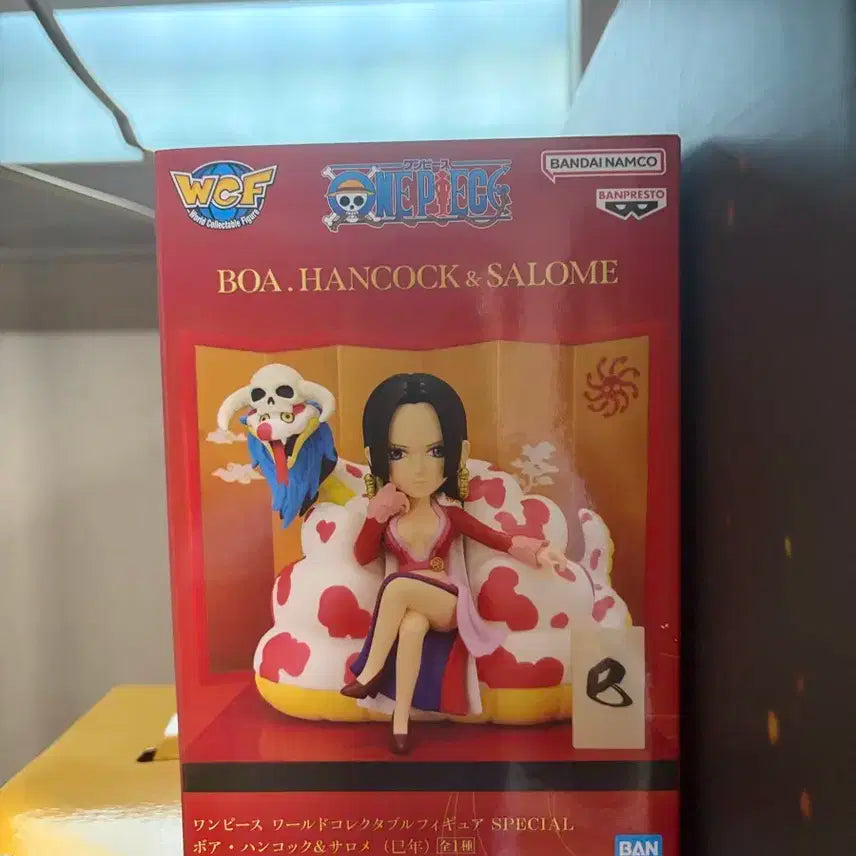 WCF
World Collectable Figure
ワンピース
ONE PIECE
BANDAI NAMCO
BANPRESTO
BOA . HANCOCK & SALOME
B
ワンピース ワールドコレクタブルフィギュア SPECIAL
ボア・ハンコック&サロメ (巳年) 全1種
BAN